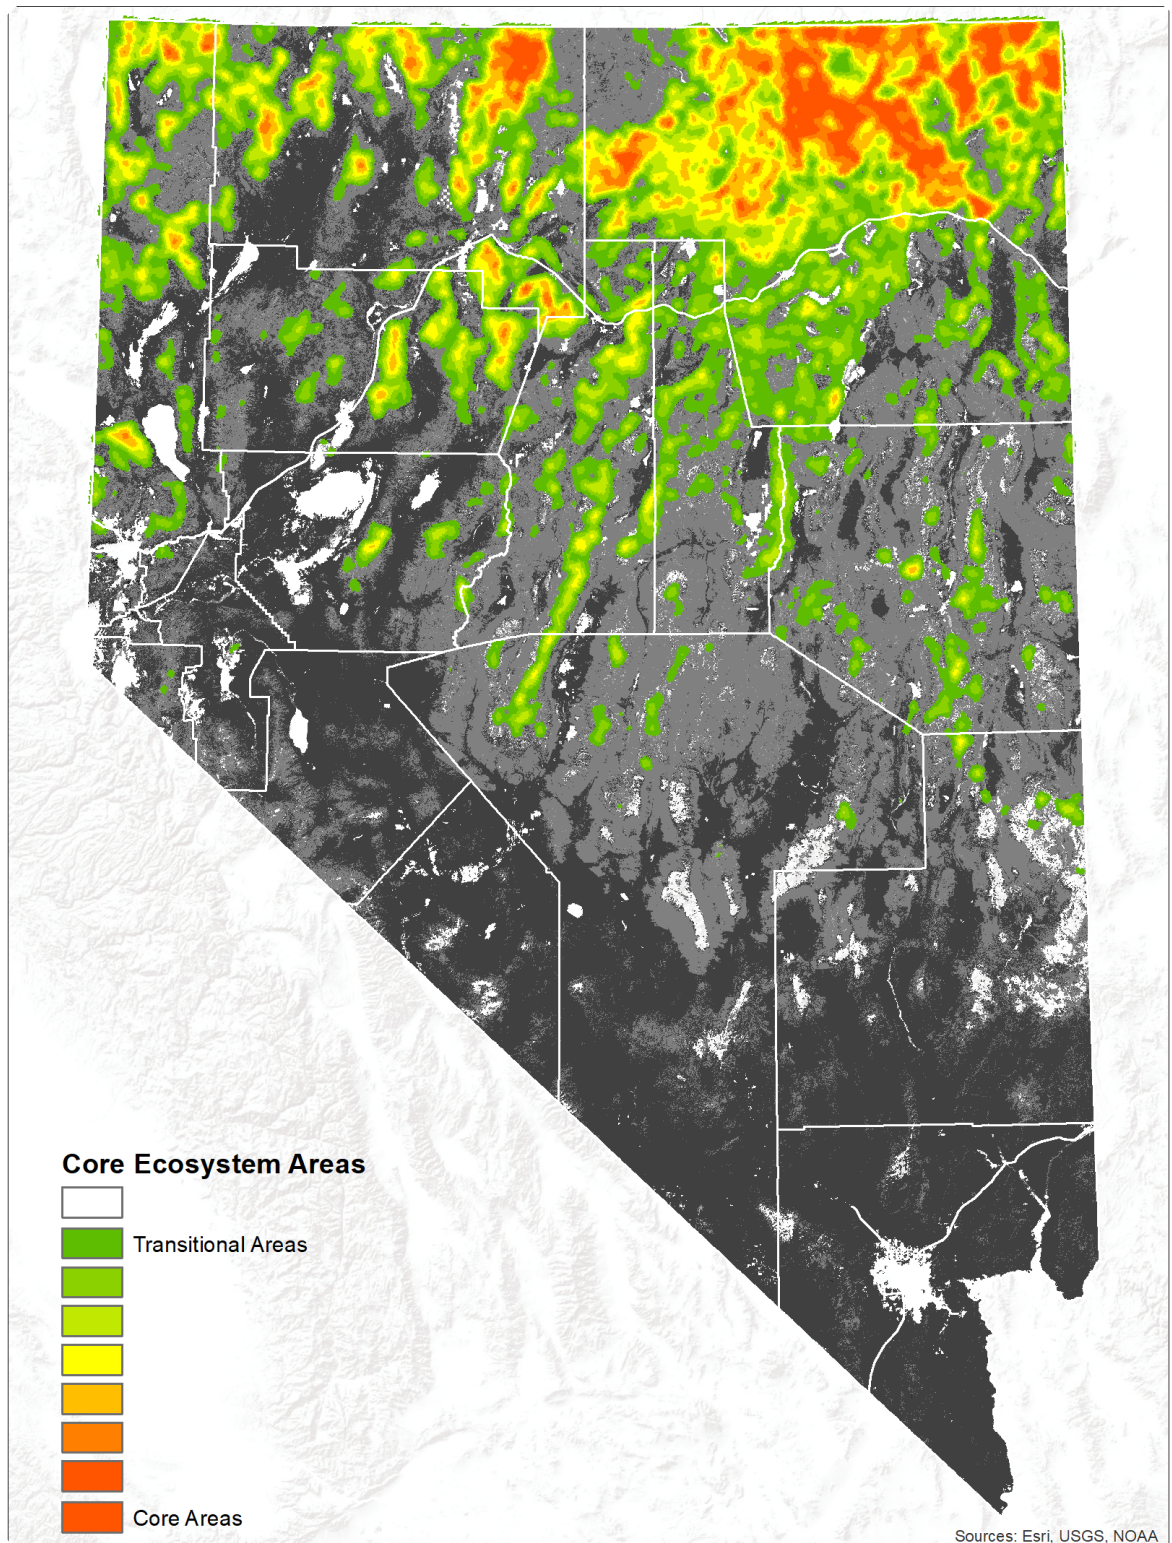 Core Ecosystem Areas
Transitional Areas
Core Areas
Sources: Esri, USGS, NOAA